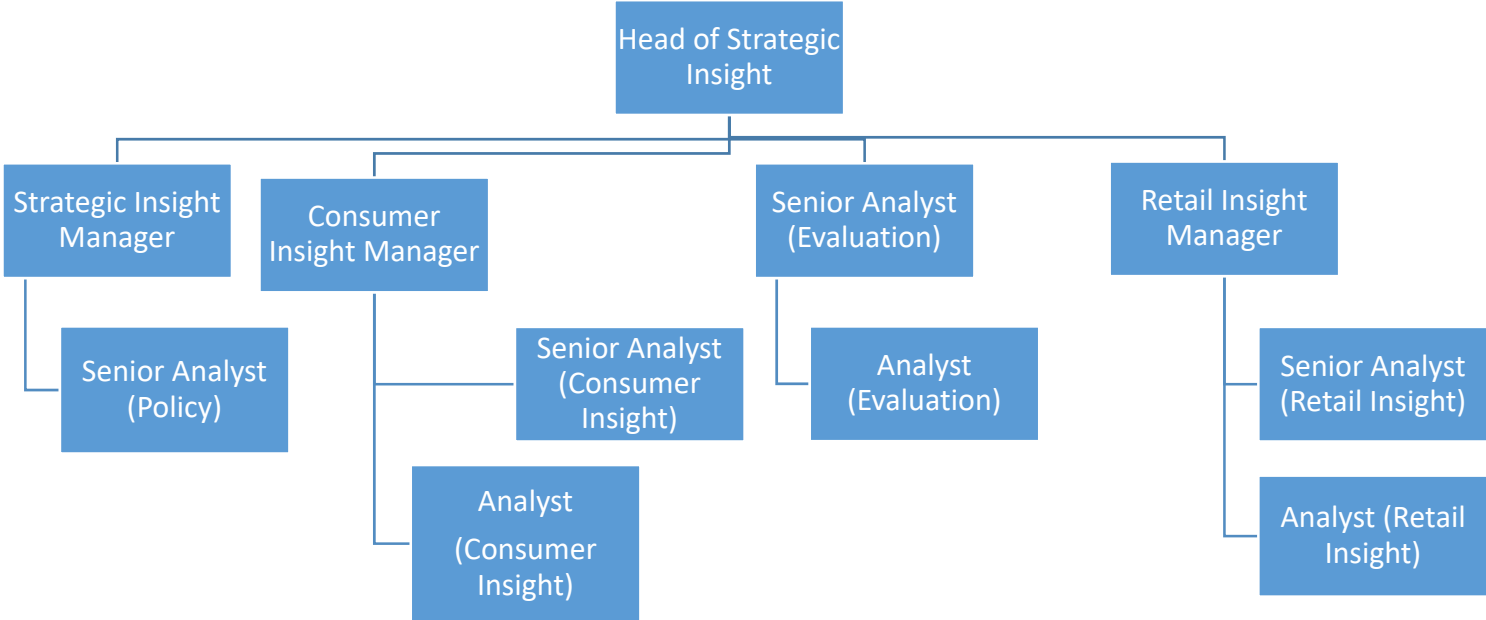 Head of Strategic
Insight
Strategic Insight
Manager
Consumer
Insight Manager
Senior Analyst
(Evaluation)
Retail Insight
Manager
Senior Analyst
(Policy)
Senior Analyst
(Consumer
Insight)
Analyst
(Consumer
Insight)
Analyst
(Evaluation)
Senior Analyst
(Retail Insight)
Analyst (Retail
Insight)